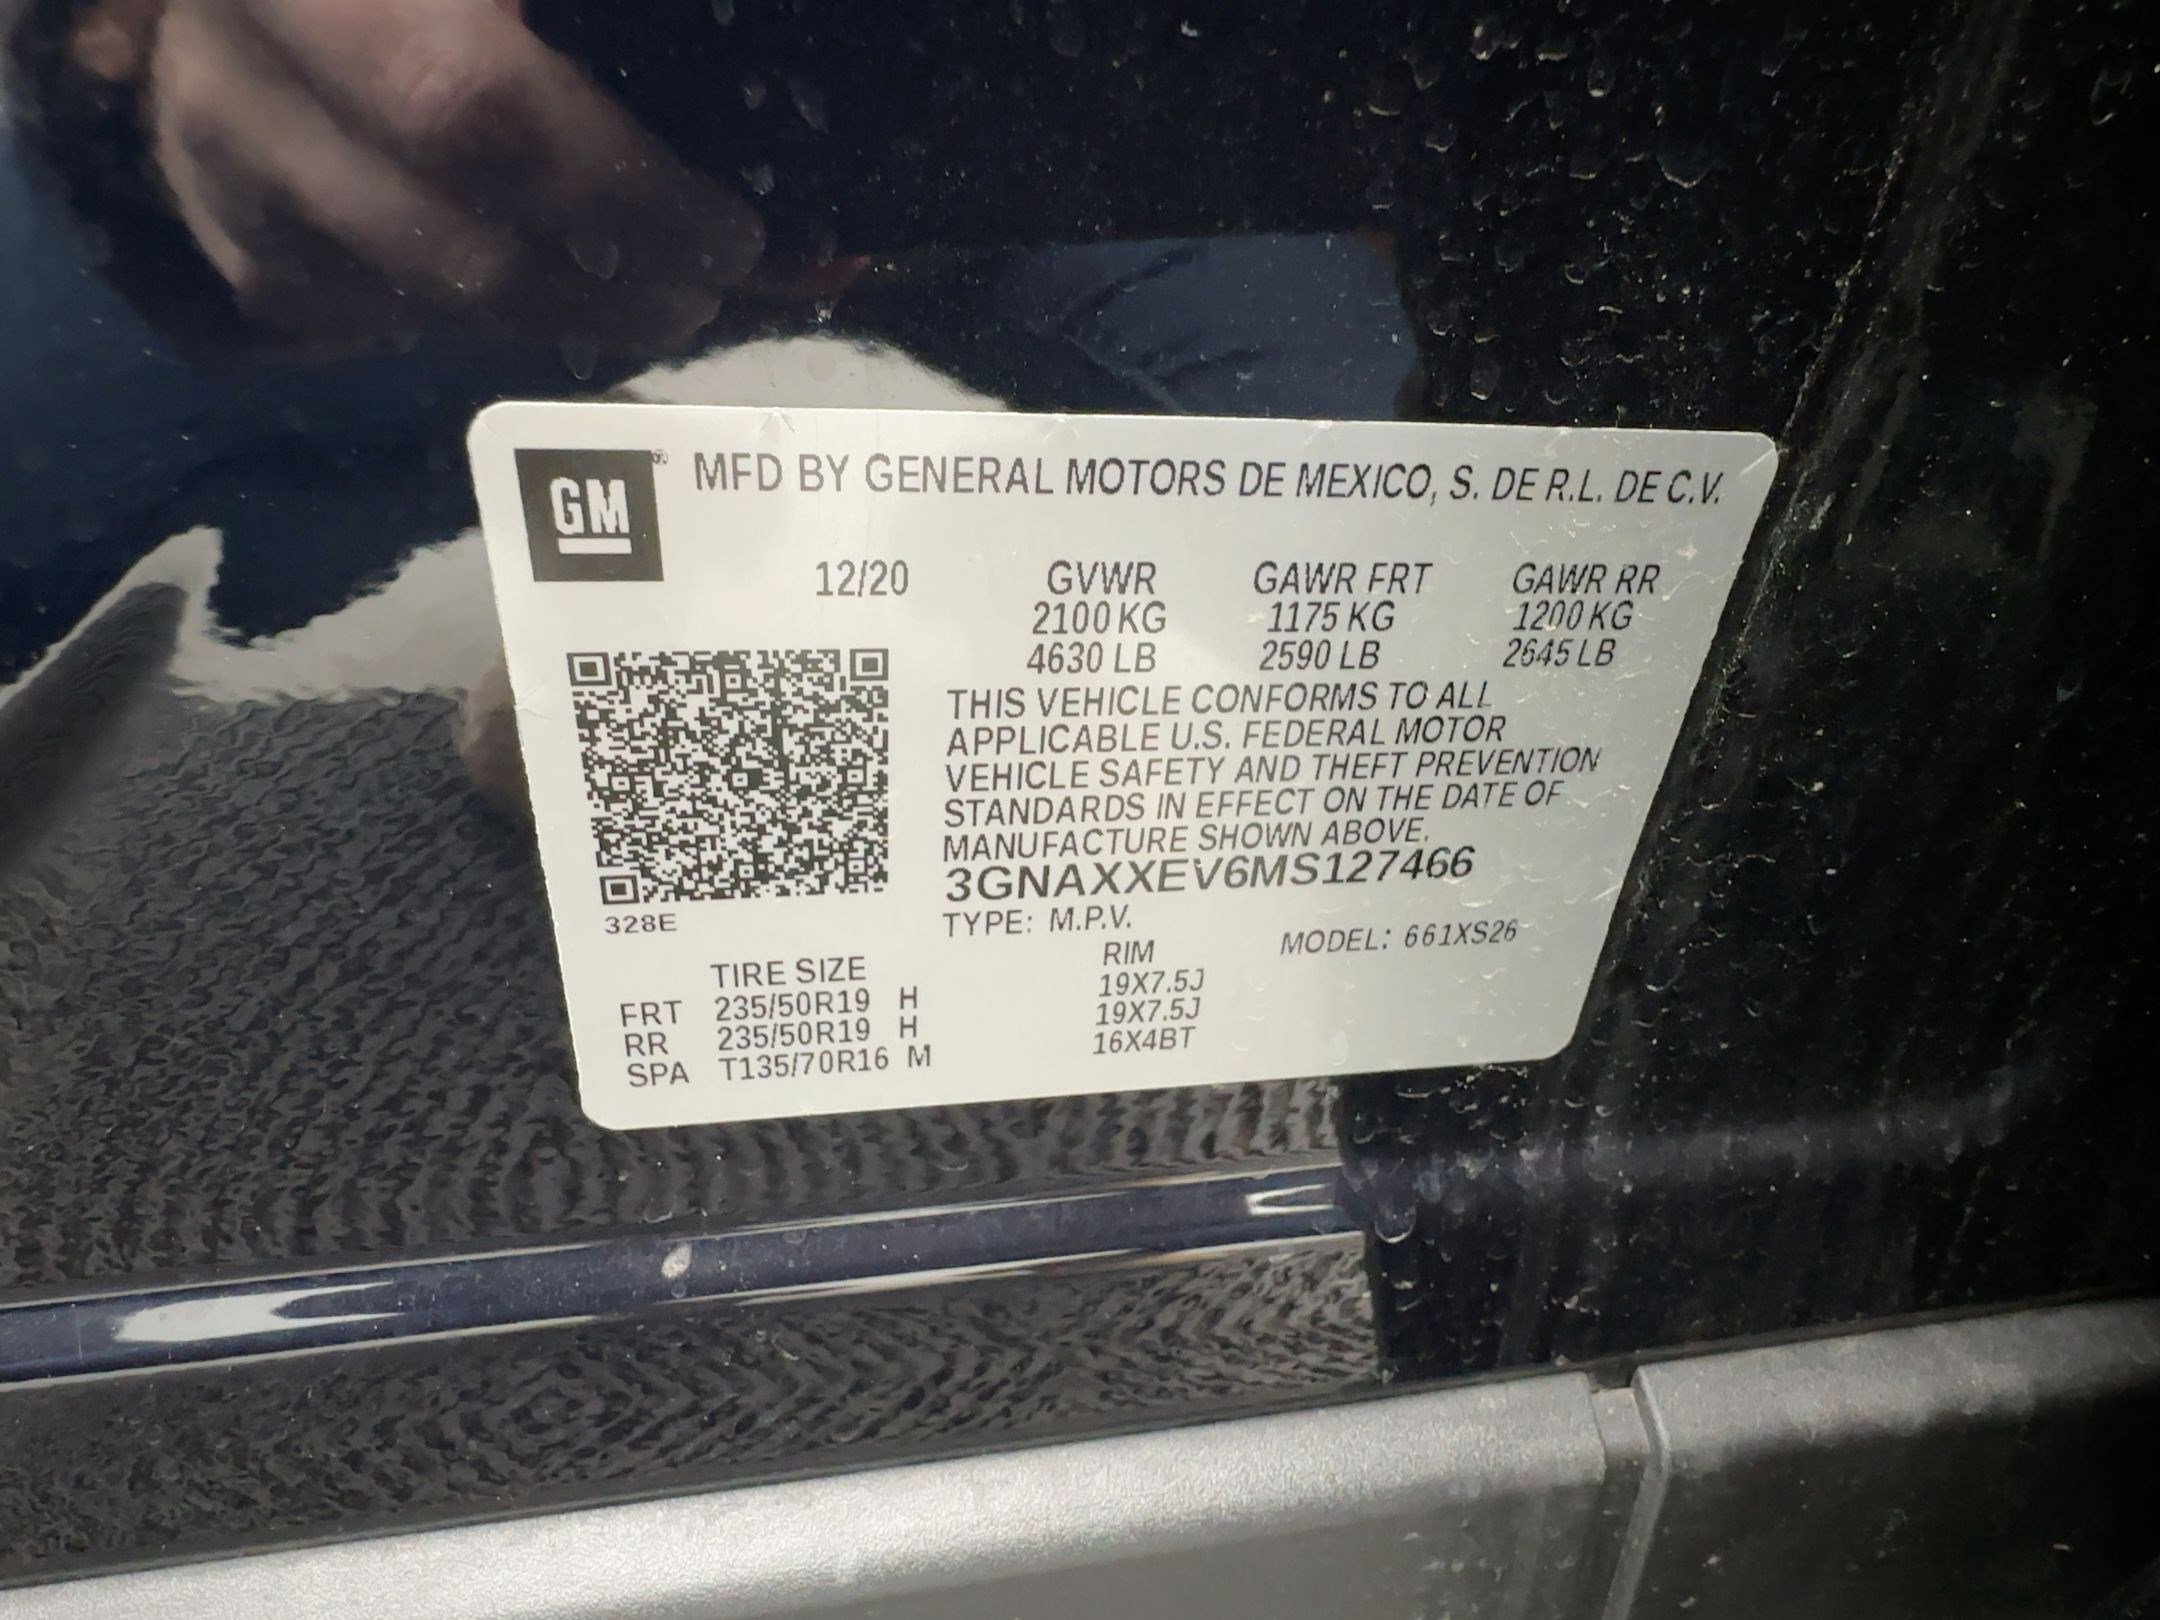 GM ® MFD BY GENERAL MOTORS DE MEXICO, S. DE R.L. DE C.V.
12/20 GVWR GAWR FRT GAWR RR
2100 KG 1175 KG 1200 KG
4630 LB 2590 LB 2645 LB
THIS VEHICLE CONFORMS TO ALL
APPLICABLE U.S. FEDERAL MOTOR
VEHICLE SAFETY AND THEFT PREVENTION
STANDARDS IN EFFECT ON THE DATE OF
MANUFACTURE SHOWN ABOVE.
3GNAXXEV6MS127466
328E
TYPE: M.P.V. MODEL: 661XS26
TIRE SIZE RIM
FRT 235/50R19 H 19X7.5J
RR 235/50R19 H 19X7.5J
SPA T135/70R16 M 16X4BT